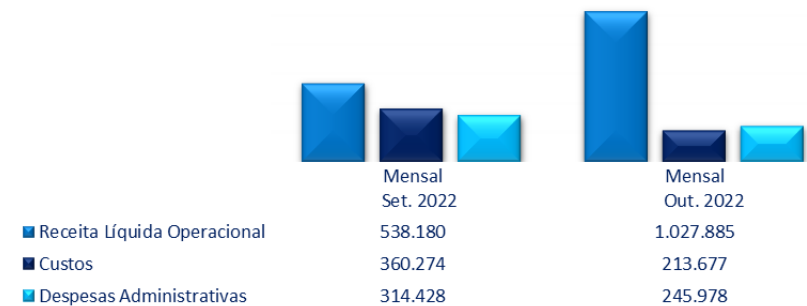 Mensal Mensal
Set. 2022 Out. 2022
Receita Líquida Operacional 538.180 1.027.885
Custos 360.274 213.677
Despesas Administrativas 314.428 245.978